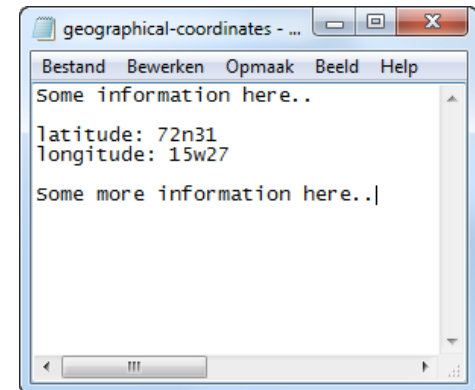 geographical-coordinates - ...
Bestand Bewerken Opmaak Beeld Help
Some information here..
latitude: 72n31
longitude: 15w27
Some more information here..